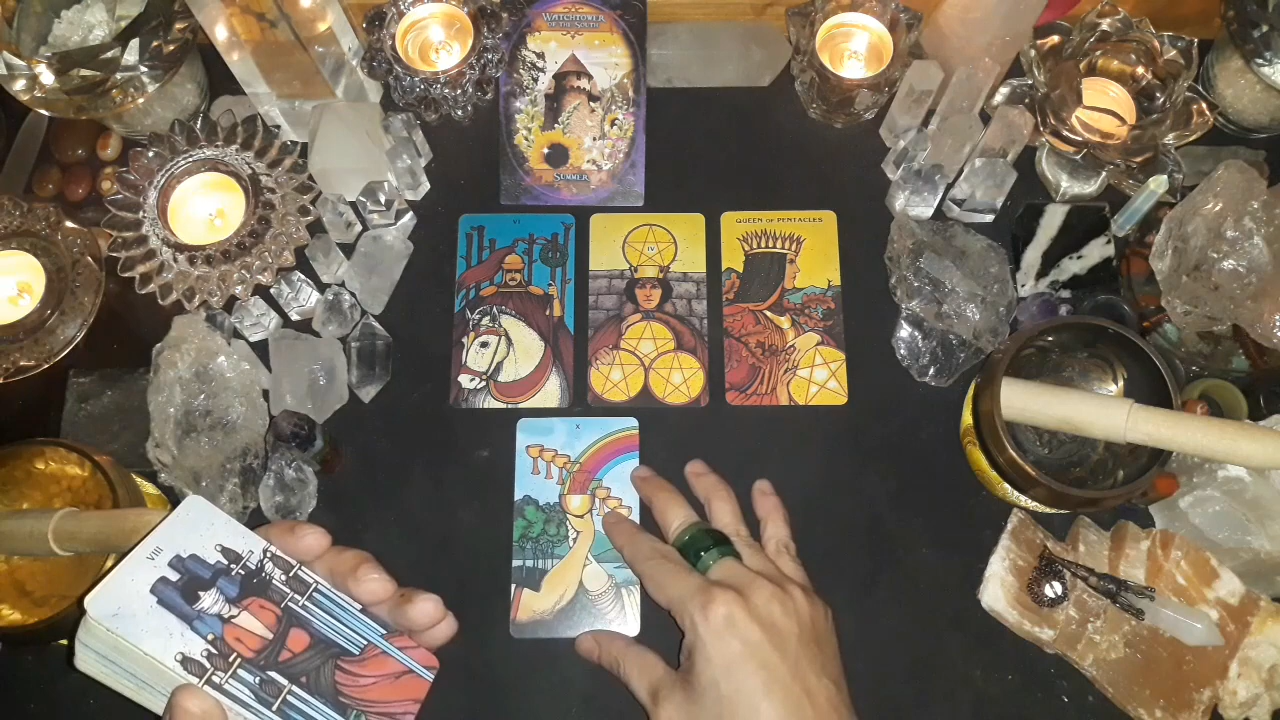 WATCHTOWER
OF THE SOUTH
SUMMER
VI
IV
QUEEN OF PENTACLES
X
VIII